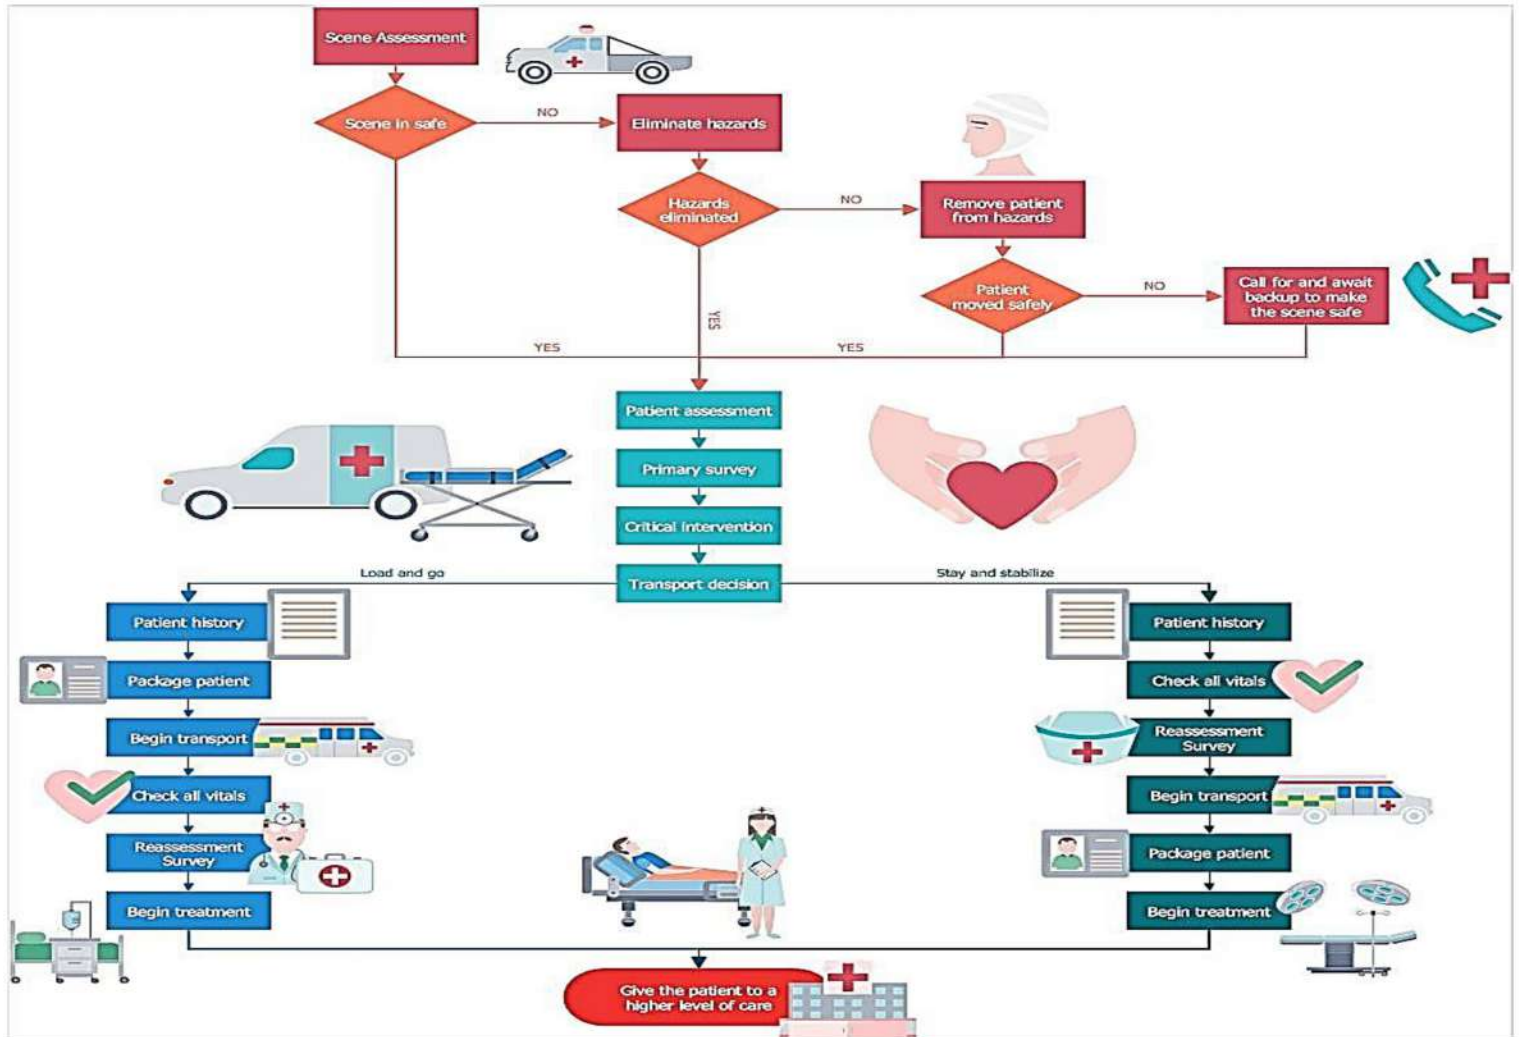 Scene Assessment
Scene in safe
NO
Eliminate hazards
Hazards
eliminated
NO
Remove patient
from hazards
Patient
moved safely
NO
Call for and await
backup to make
the scene safe
YES
YES
YES
Patient assessment
Primary survey
Critical intervention
Transport decision
Load and go
Patient history
Package patient
Begin transport
Check all vitals
Reassessment
Survey
Begin treatment
Stay and stabilize
Patient history
Check all vitals
Reassessment
Survey
Begin transport
Package patient
Begin treatment
Give the patient to a
higher level of care